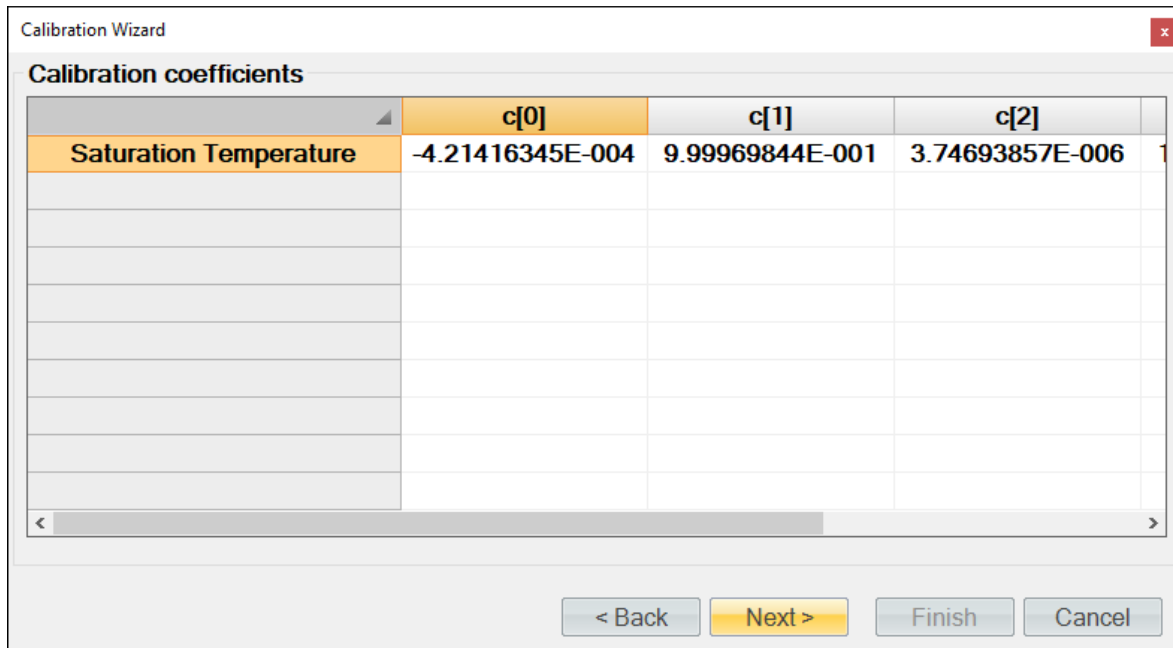 Calibration Wizard
x
Calibration coefficients
c[0] c[1] c[2]
Saturation Temperature -4.21416345E-004 9.99969844E-001 3.74693857E-006
< Back Next > Finish Cancel